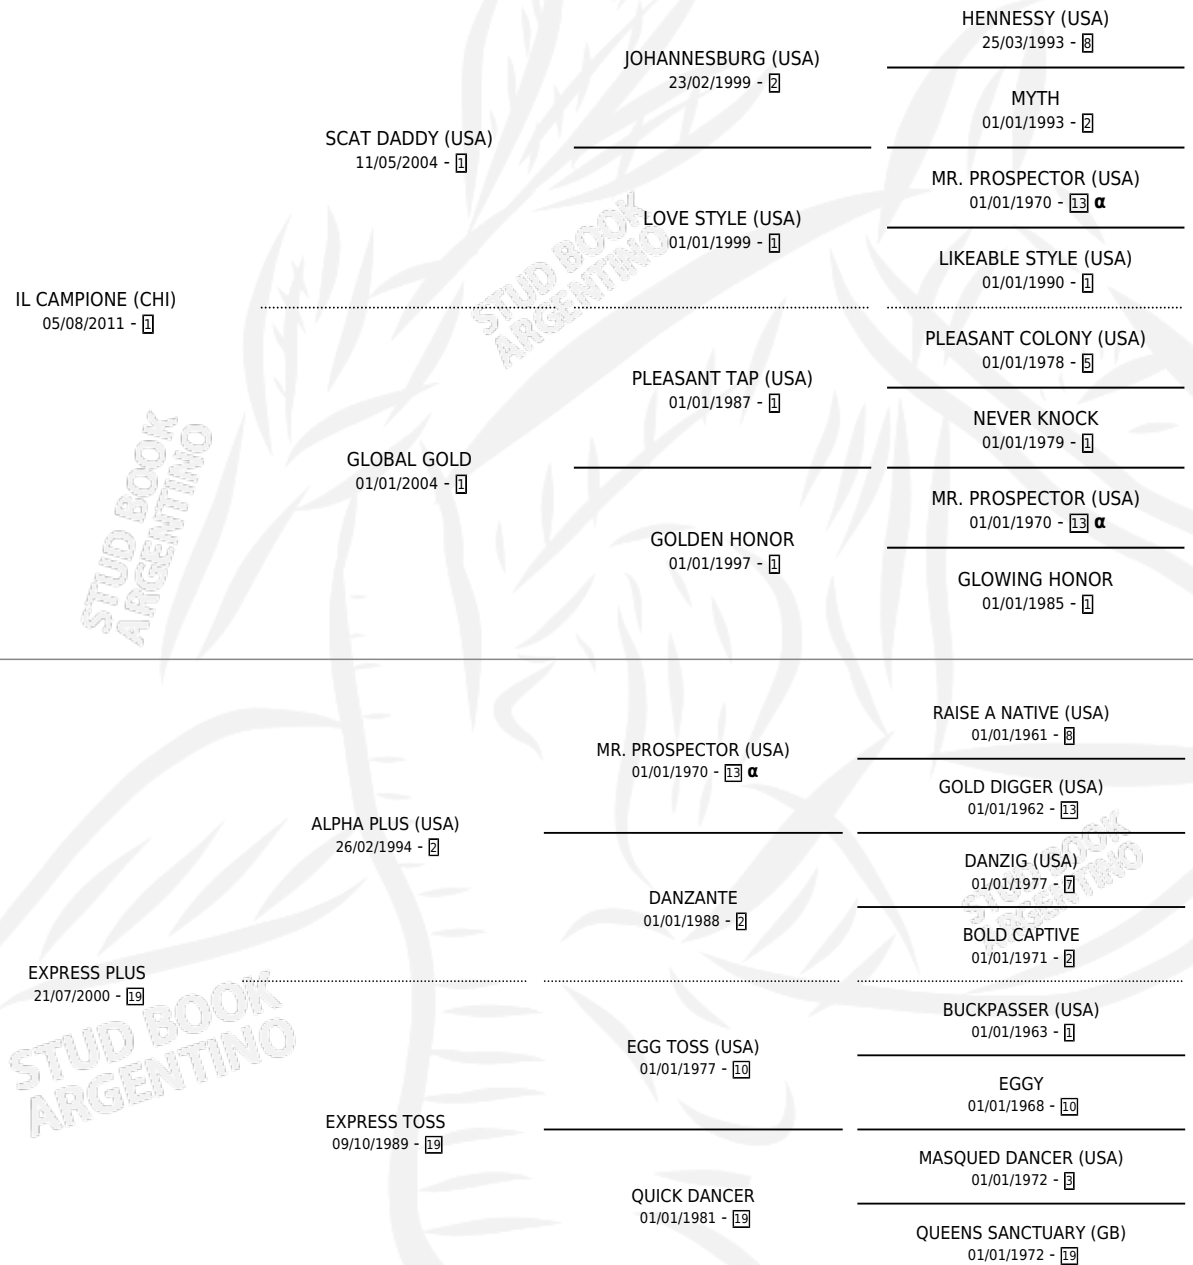 HENNESSY (USA)
25/03/1993 - 8
JOHANNESBURG (USA)
23/02/1999 - 2
MYTH
01/01/1993 - 2
SCAT DADDY (USA)
11/05/2004 - 1
MR. PROSPECTOR (USA)
01/01/1970 - 13 α
LOVE STYLE (USA)
01/01/1999 - 1
LIKEABLE STYLE (USA)
01/01/1990 - 1
IL CAMPIONE (CHI)
05/08/2011 - 1
PLEASANT COLONY (USA)
01/01/1978 - 5
PLEASANT TAP (USA)
01/01/1987 - 1
NEVER KNOCK
01/01/1979 - 1
GLOBAL GOLD
01/01/2004 - 1
MR. PROSPECTOR (USA)
01/01/1970 - 13 α
GOLDEN HONOR
01/01/1997 - 1
GLOWING HONOR
01/01/1985 - 1
RAISE A NATIVE (USA)
01/01/1961 - 8
MR. PROSPECTOR (USA)
01/01/1970 - 13 α
GOLD DIGGER (USA)
01/01/1962 - 13
ALPHA PLUS (USA)
26/02/1994 - 2
DANZIG (USA)
01/01/1977 - 7
DANZANTE
01/01/1988 - 2
BOLD CAPTIVE
01/01/1971 - 2
EXPRESS PLUS
21/07/2000 - 19
BUCKPASSER (USA)
01/01/1963 - 1
EGG TOSS (USA)
01/01/1977 - 10
EGGY
01/01/1968 - 10
EXPRESS TOSS
09/10/1989 - 19
MASQUED DANCER (USA)
01/01/1972 - 3
QUICK DANCER
01/01/1981 - 19
QUEENS SANCTUARY (GB)
01/01/1972 - 19
STUD BOOK
ARGENTINO
STUD BOOK
ARGENTINO
STUD BOOK
ARGENTINO
STUD BOOK
ARGENTINO